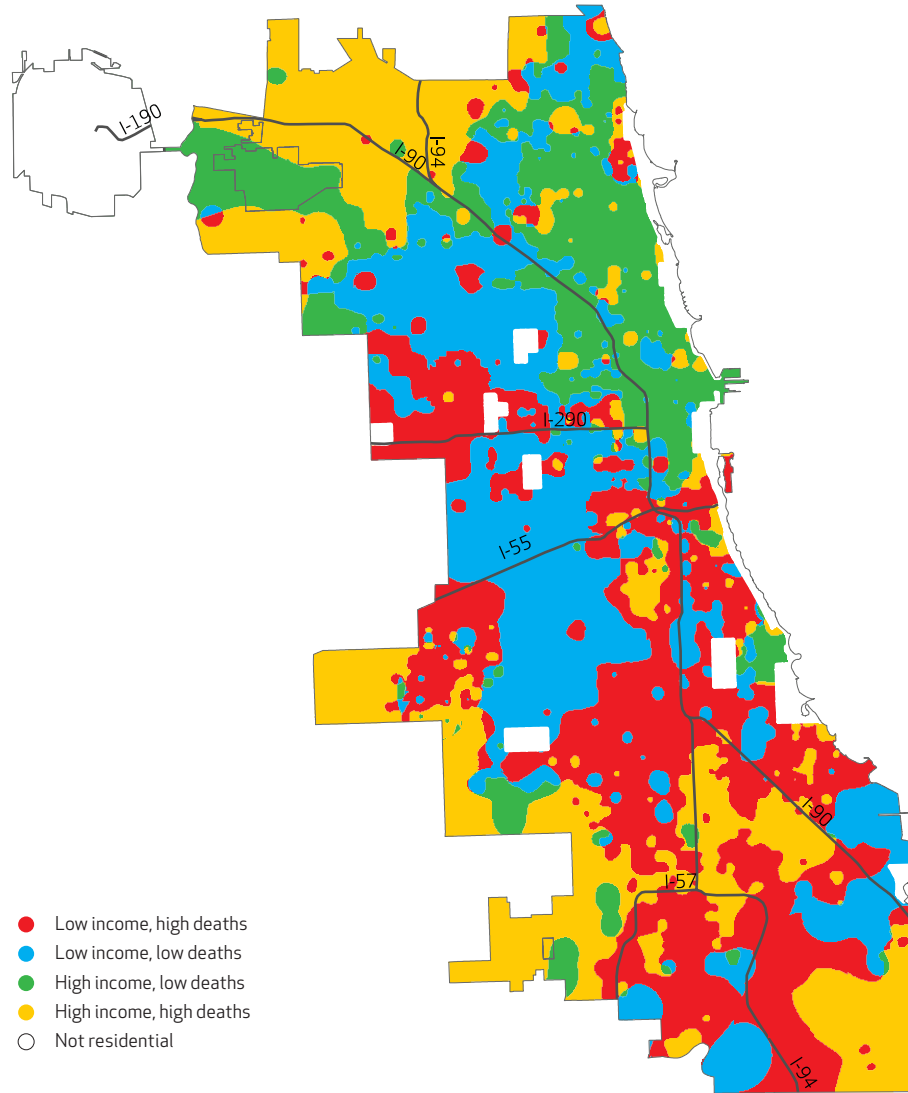 I-190
I-94
I-90
I-290
I-55
I-90
I-57
I-94
Low income, high deaths
Low income, low deaths
High income, low deaths
High income, high deaths
Not residential